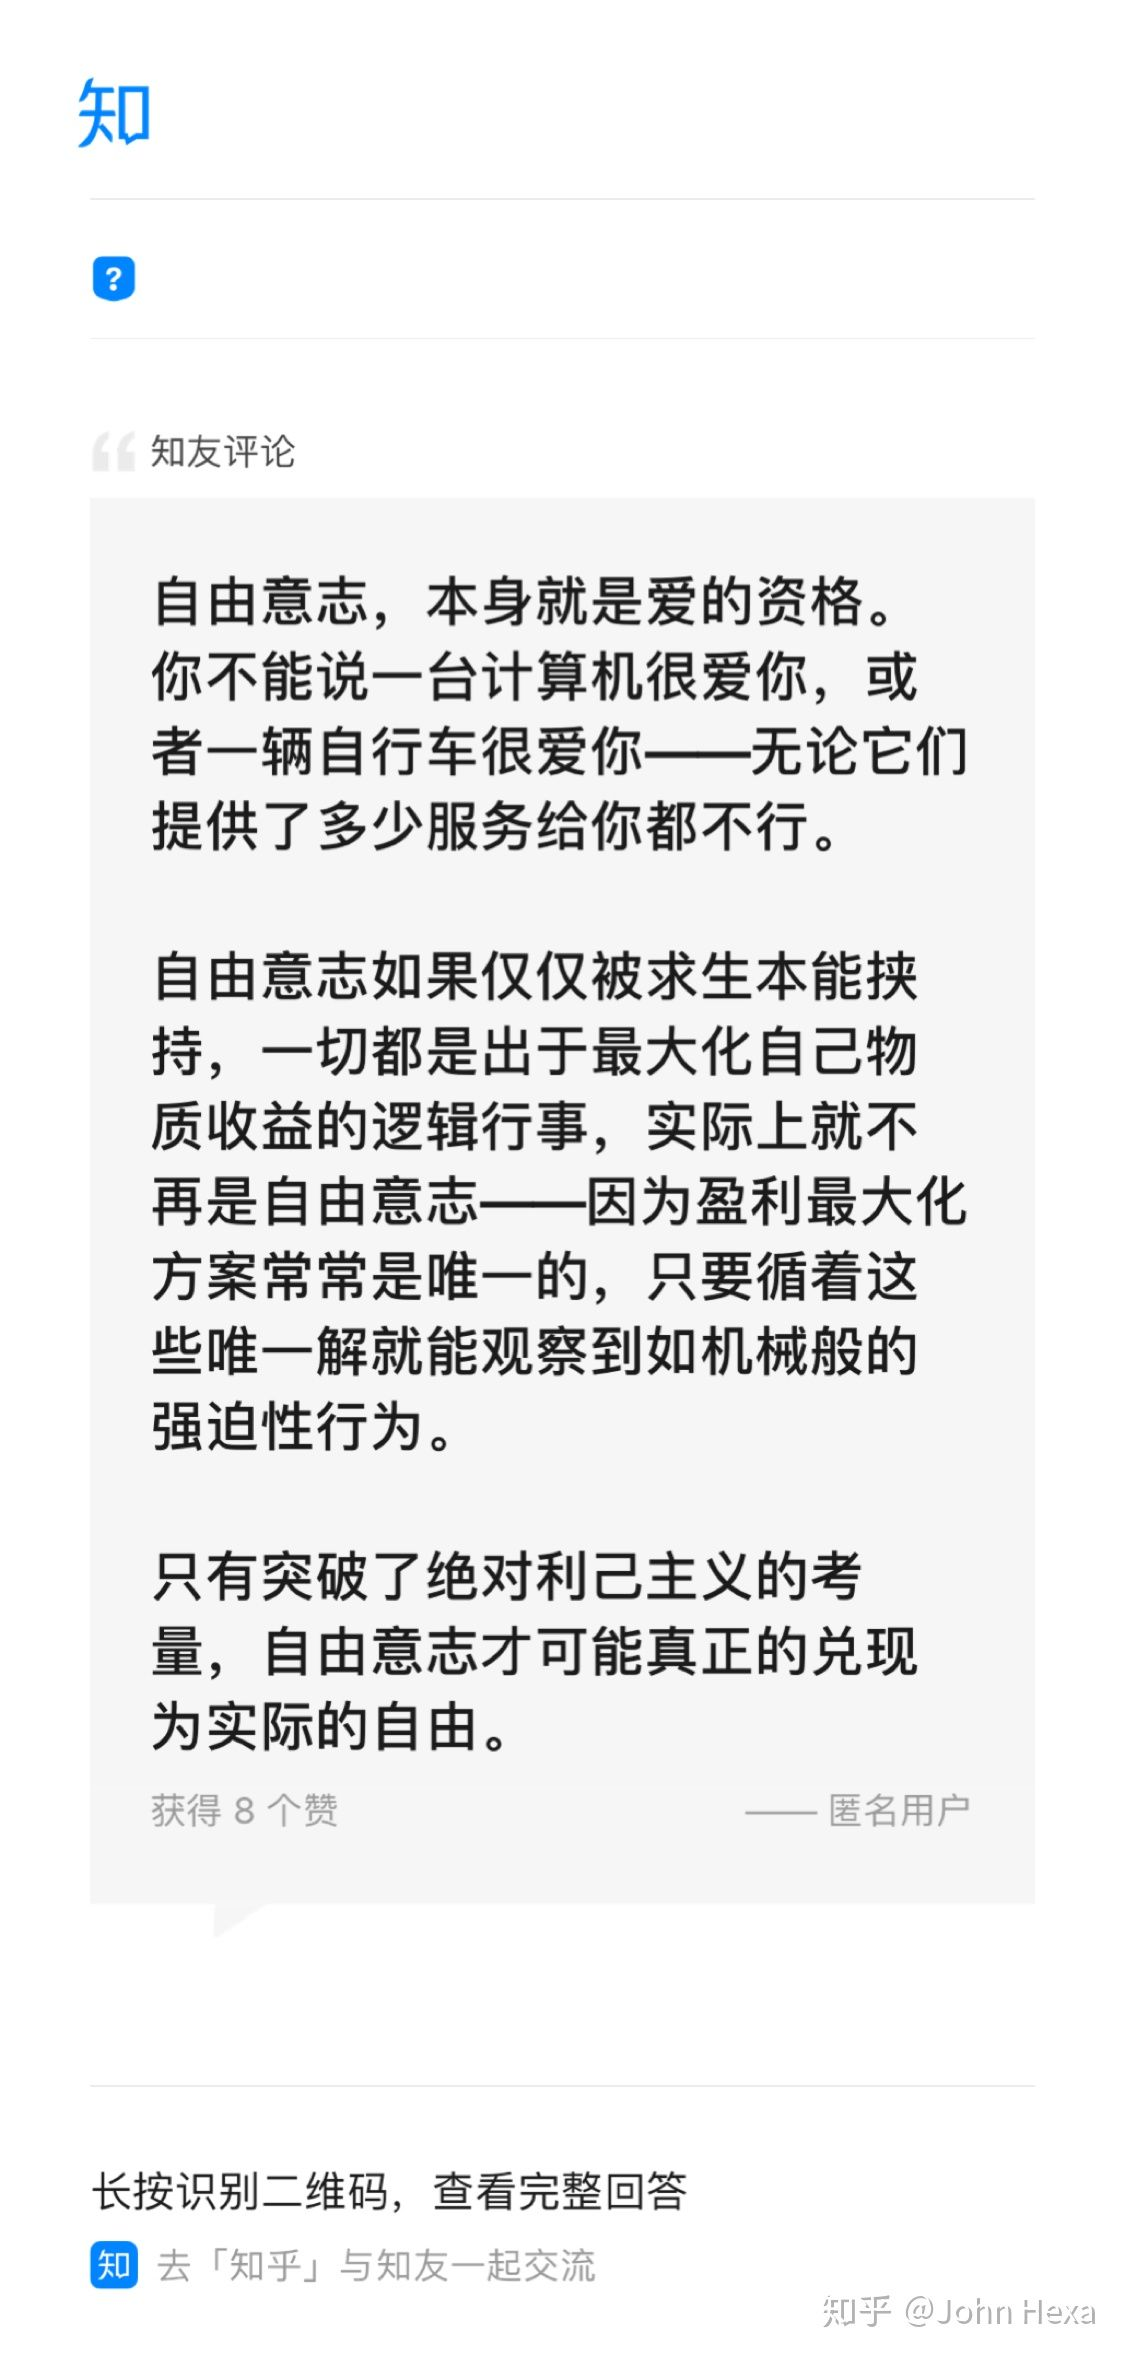 知
?
知友评论
自由意志，本身就是爱的资格。
你不能说一台计算机很爱你，或
者一辆自行车很爱你——无论它们
提供了多少服务给你都不行。
自由意志如果仅仅被求生本能挟
持，一切都是出于最大化自己物
质收益的逻辑行事，实际上就不
再是自由意志——因为盈利最大化
方案常常是唯一的，只要循着这
些唯一解就能观察到如机械般的
强迫性行为。
只有突破了绝对利己主义的考
量，自由意志才可能真正的兑现
为实际的自由。
获得 8 个赞 —— 匿名用户
长按识别二维码，查看完整回答
知 去「知乎」与知友一起交流
知乎 @John Hexa